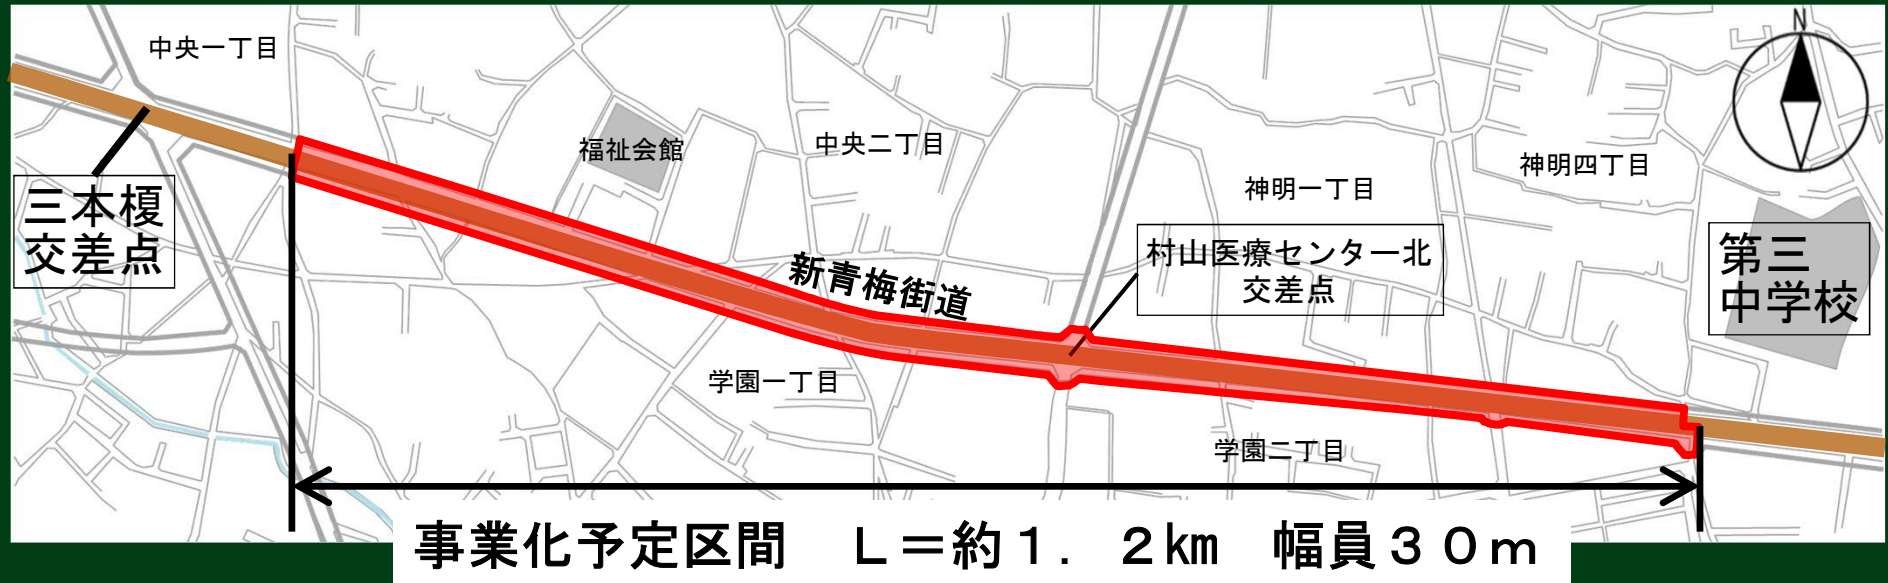 N
中央一丁目
福祉会館
中央二丁目
神明一丁目
神明四丁目
三本榎
交差点
村山医療センター北
交差点
第三
中学校
新青梅街道
学園一丁目
学園二丁目
事業化予定区間　Ｌ＝約１．２㎞　幅員３０ｍ